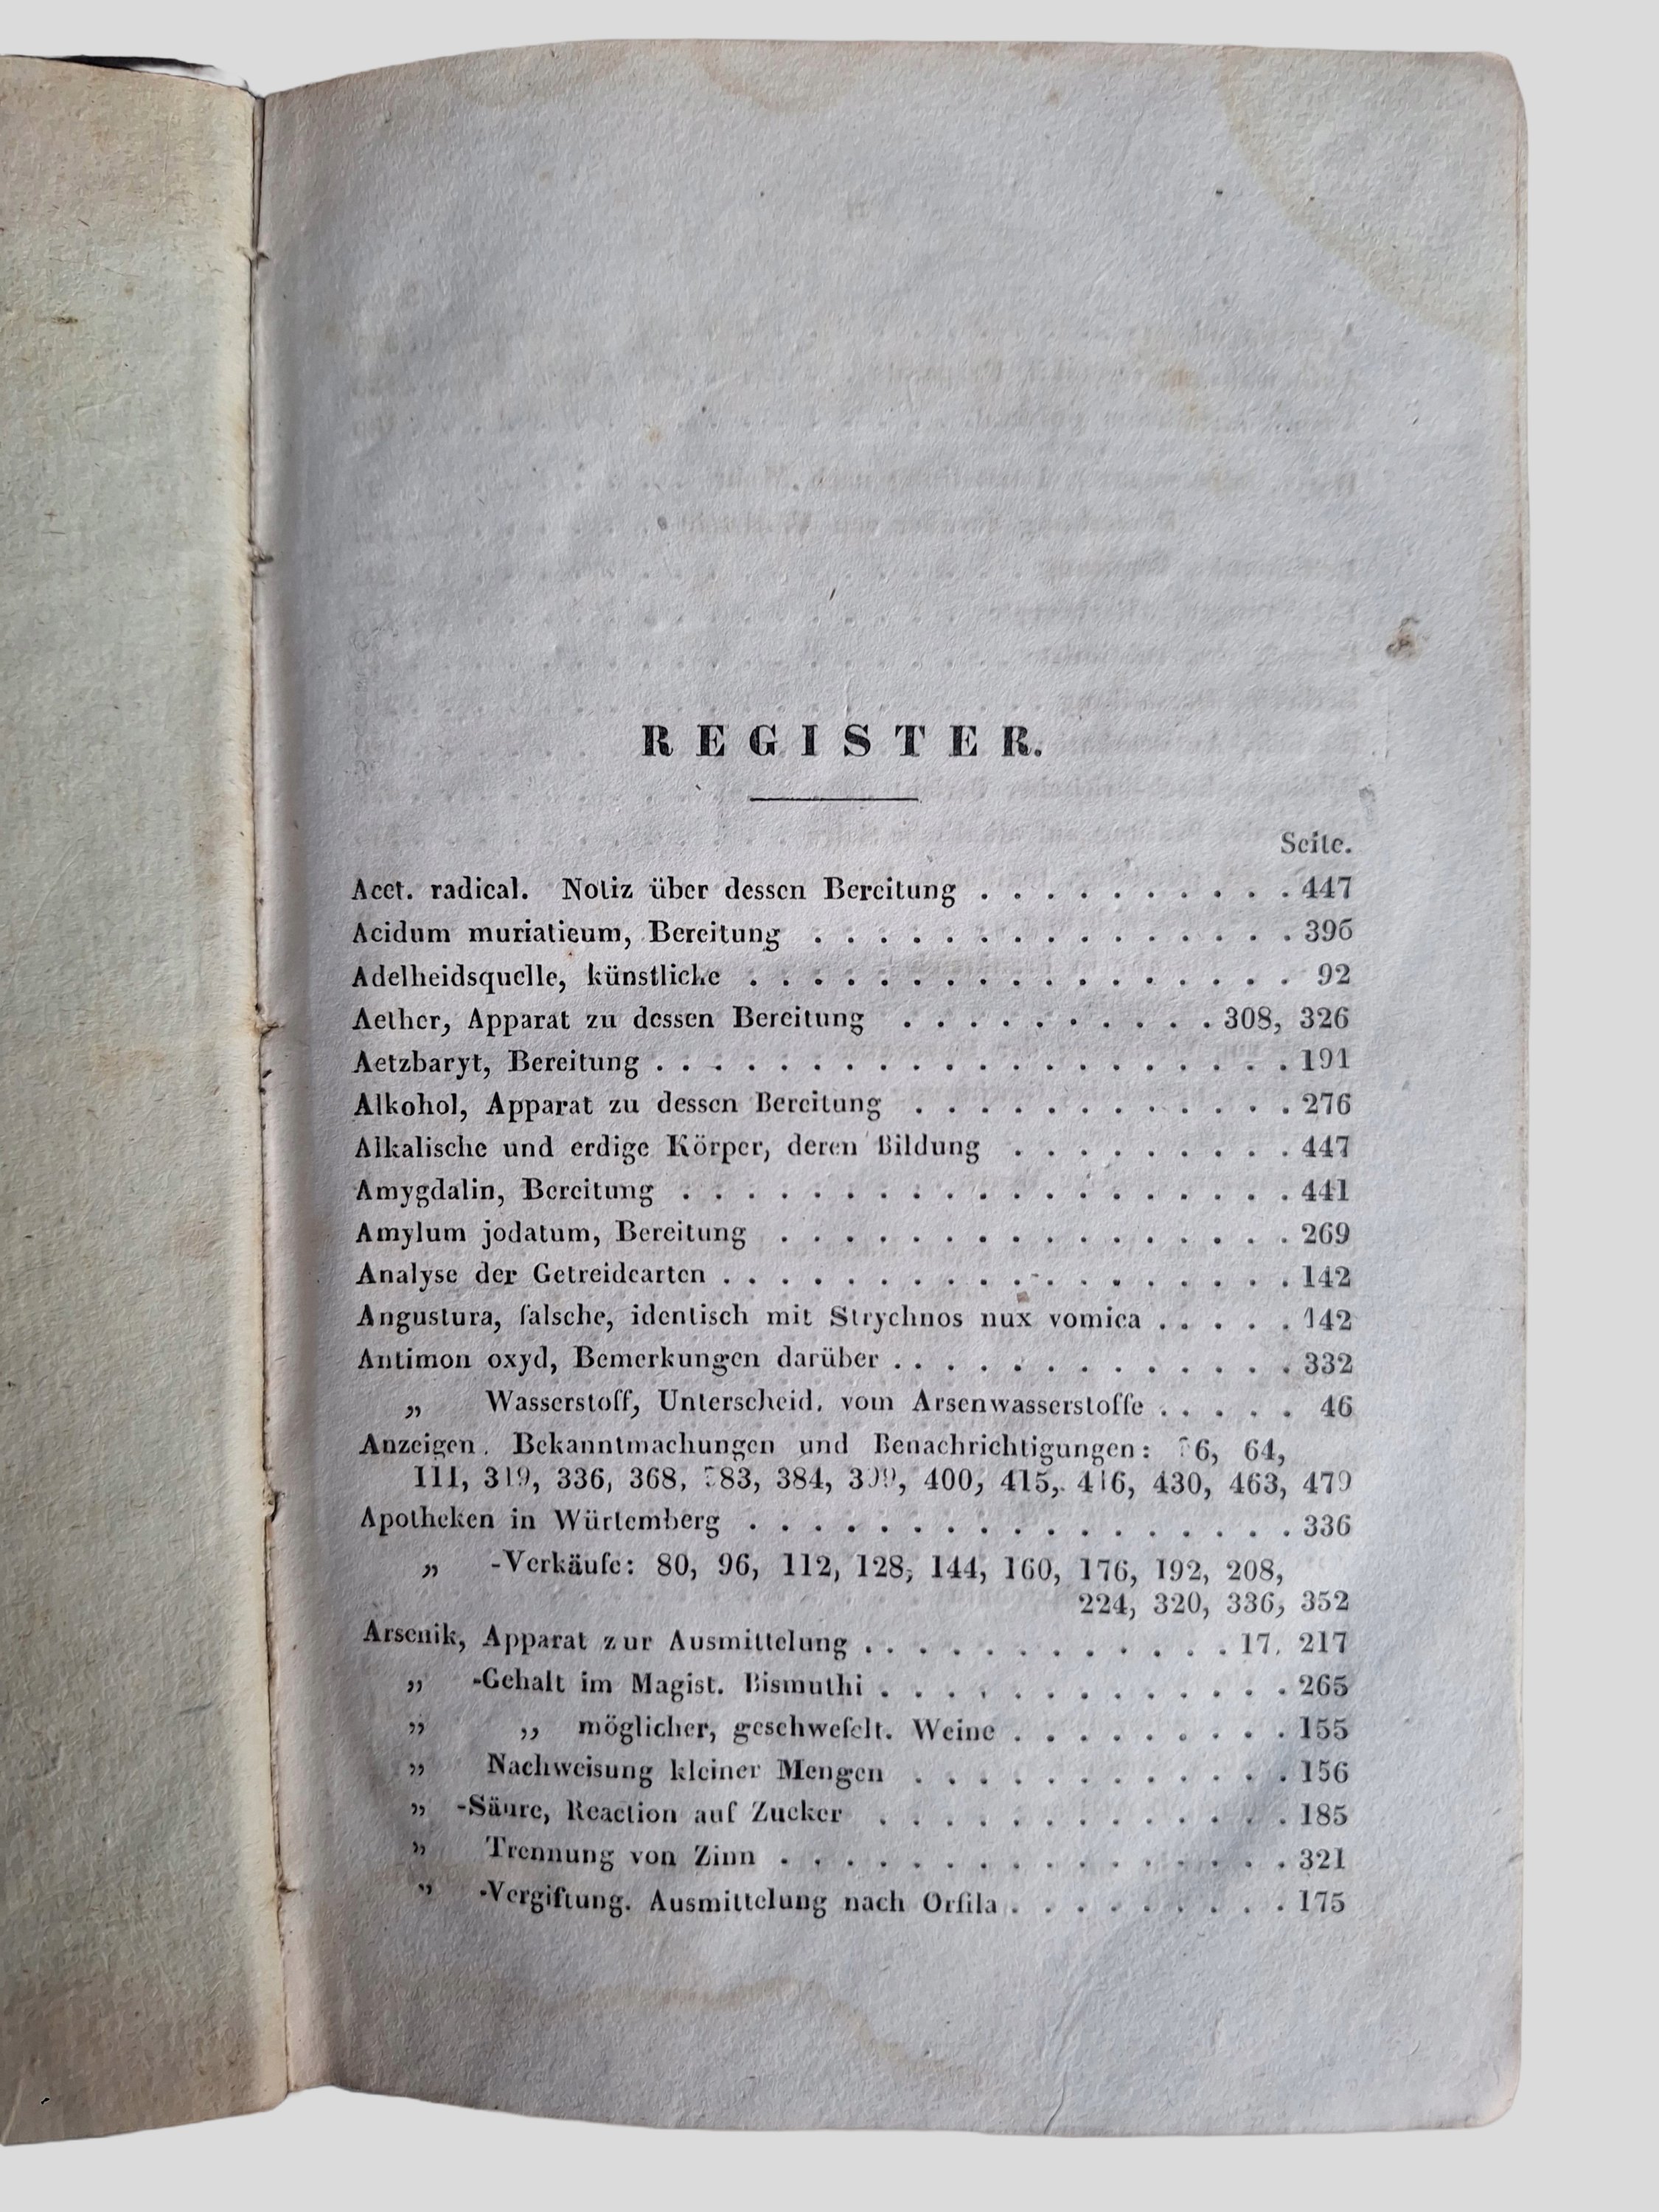 REGISTER.
Seite.
Acet. radical. Notiz über dessen Bereitung . . . . . . . . . . 447
Acidum muriaticum, Bereitung . . . . . . . . . . . . . . . 396
Adelheidsquelle, künstliche . . . . . . . . . . . . . . . . . 92
Aether, Apparat zu dessen Bereitung . . . . . . . . . . 308, 326
Aetzbaryt, Bereitung . . . . . . . . . . . . . . . . . . . 191
Alkohol, Apparat zu dessen Bereitung . . . . . . . . . . . . 276
Alkalische und erdige Körper, deren Bildung . . . . . . . . . 447
Amygdalin, Bereitung . . . . . . . . . . . . . . . . . . . 441
Amylum jodatum, Bereitung . . . . . . . . . . . . . . . . 269
Analyse der Getreidearten . . . . . . . . . . . . . . . . . 142
Angustura, falsche, identisch mit Strychnos nux vomica . . . . . 142
Antimon oxyd, Bemerkungen darüber . . . . . . . . . . . . . 332
„ Wasserstoff, Unterscheid. vom Arsenwasserstoffe . . . . . 46
Anzeigen. Bekanntmachungen und Benachrichtigungen: 64,
111, 319, 336, 368, 383, 384, 399, 400, 415, 416, 430, 463, 479
Apotheken in Würtemberg . . . . . . . . . . . . . . . . . 336
„ -Verkäufe: 80, 96, 112, 128, 144, 160, 176, 192, 208,
224, 320, 336, 352
Arsenik, Apparat zur Ausmittelung . . . . . . . . . . . 17, 217
„ -Gehalt im Magist. Bismuthi . . . . . . . . . . . . . 265
„ „ möglicher, geschwefelt. Weine . . . . . . . . . 155
„ Nachweisung kleiner Mengen . . . . . . . . . . . . 156
„ -Säure, Reaction auf Zucker . . . . . . . . . . . . . 185
„ Trennung von Zinn . . . . . . . . . . . . . . . . 321
„ -Vergiftung. Ausmittelung nach Orfila . . . . . . . . . 175